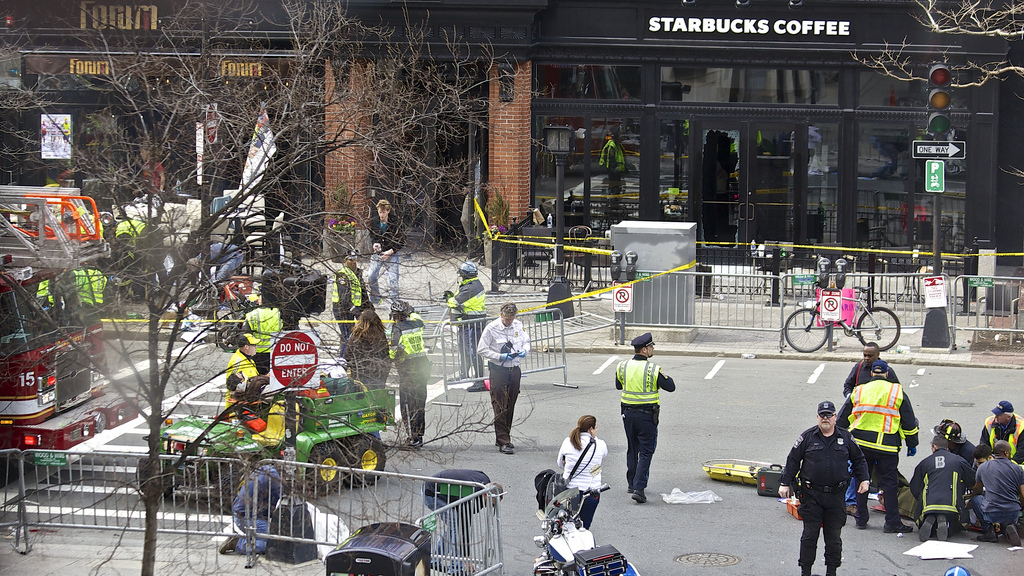 Forum
STARBUCKS COFFEE
Forum
Forum
ONE WAY
P
R
DO NOT
ENTER
15
B